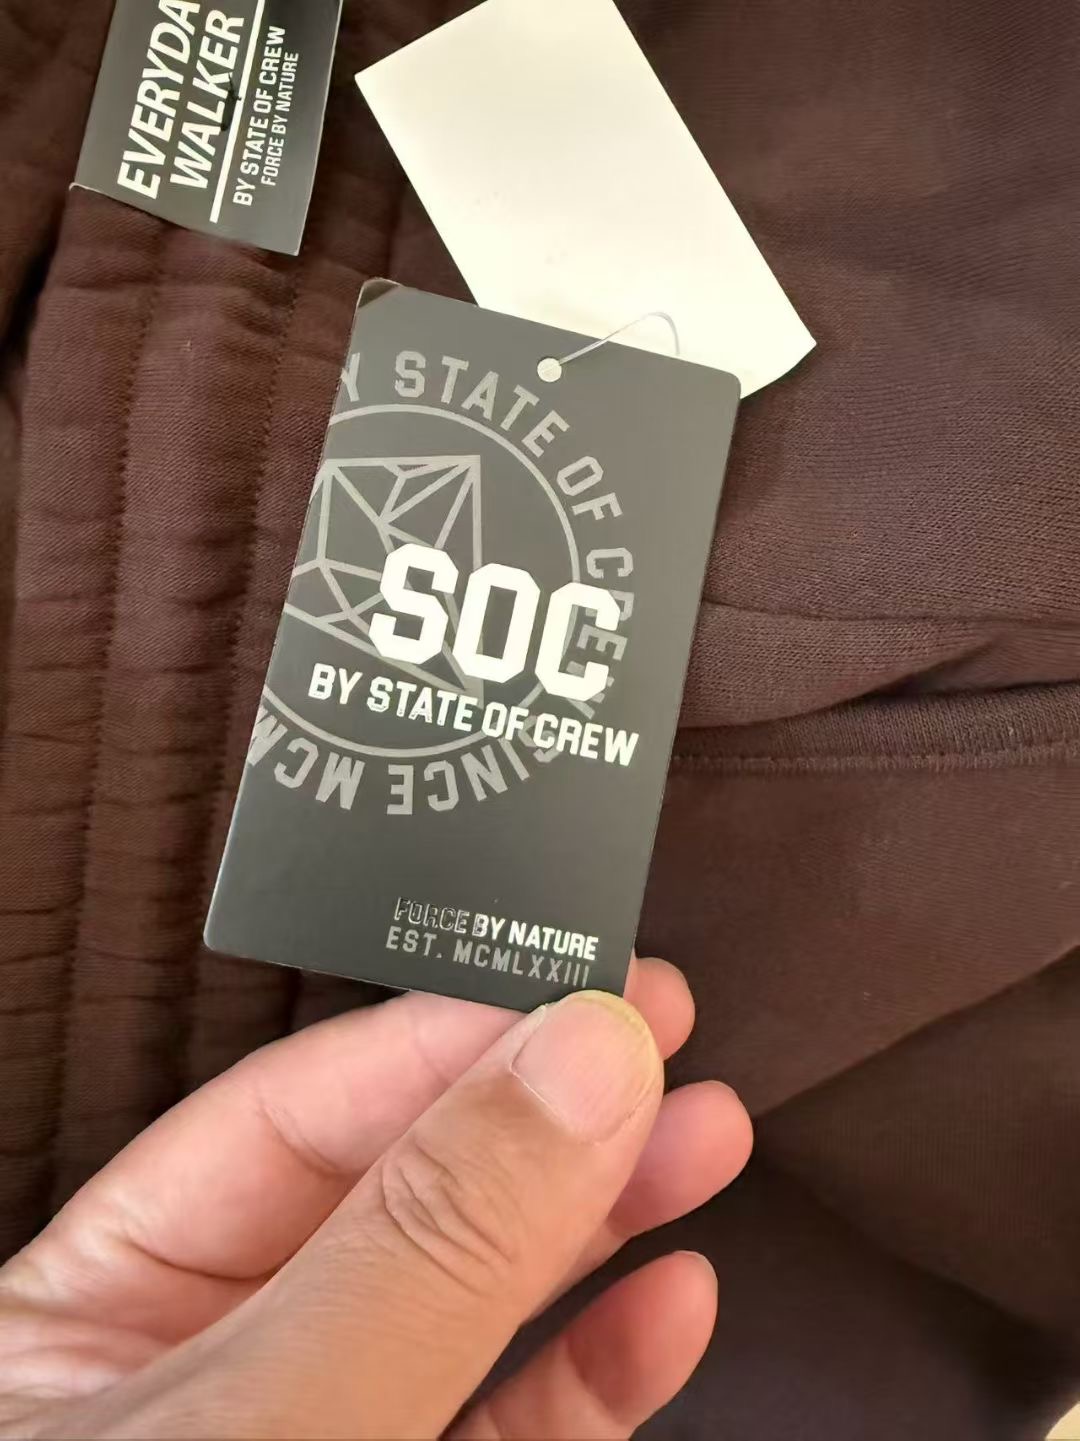 EVERYDA
WALKER
BY STATE OF CREW
FORCE BY NATURE
Y STATE OF CREW
SOC
BY STATE OF CREW
SINCE MCM
FORCE BY NATURE
EST. MCMLXXIII